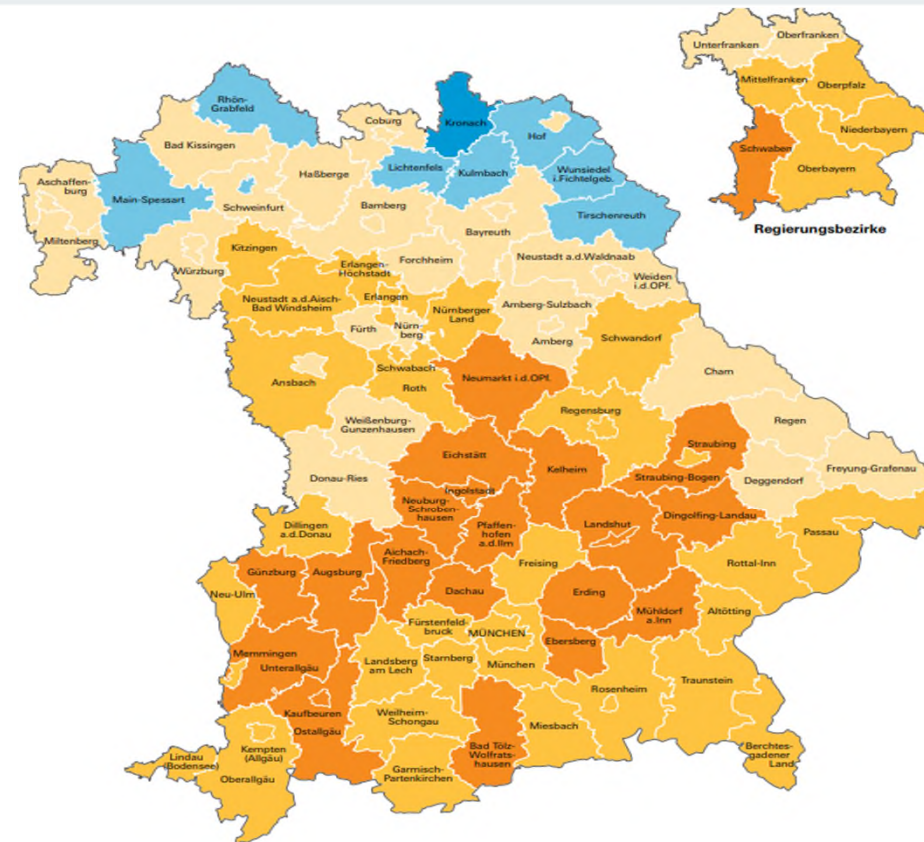 Unterfranken
Oberfranken
Mittelfranken
Oberpfalz
Niederbayern
Schwaben
Oberbayern
Regierungsbezirke
Rhön-
Grabfeld
Coburg
Kronach
Hof
Bad Kissingen
Lichtenfels
Kulmbach
Wunsiedel
i.Fichtelgeb.
Haßberge
Aschaffen-
burg
Main-Spessart
Schweinfurt
Bamberg
Tirschenreuth
Bayreuth
Miltenberg
Kitzingen
Würzburg
Erlangen-
Höchstadt
Forchheim
Neustadt a.d.Waldnaab
Weiden
i.d.OPf.
Neustadt a.d.Aisch-
Bad Windsheim
Erlangen
Nürnberger
Land
Amberg-Sulzbach
Fürth
Nürn-
berg
Amberg
Schwandorf
Ansbach
Schwabach
Roth
Neumarkt i.d.OPf.
Cham
Weißenburg-
Gunzenhausen
Regensburg
Regen
Straubing
Eichstätt
Kelheim
Straubing-Bogen
Deggendorf
Freyung-Grafenau
Donau-Ries
Ingolstadt
Neuburg-
Schroben-
hausen
Pfaffen-
hofen
a.d.Ilm
Landshut
Dingolfing-Landau
Dillingen
a.d.Donau
Passau
Aichach-
Friedberg
Günzburg
Augsburg
Freising
Rottal-Inn
Neu-Ulm
Dachau
Erding
Mühldorf
a.Inn
Altötting
Fürstenfeld-
bruck
MÜNCHEN
Ebersberg
Memmingen
Unterallgäu
Landsberg
am Lech
Starnberg
München
Rosenheim
Traunstein
Kaufbeuren
Ostallgäu
Weilheim-
Schongau
Miesbach
Bad Tölz-
Wolfrats-
hausen
Kempten
(Allgäu)
Berchtes-
gadener
Land
Lindau
(Bodensee)
Oberallgäu
Garmisch-
Partenkirchen